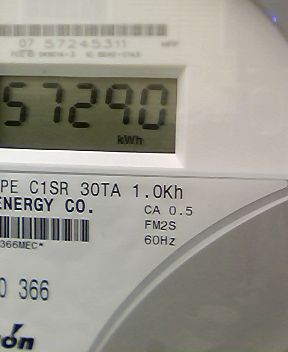 07 57245311
57290
kWh
PE C1SR 30TA 1.0Kh
ENERGY CO.
CA 0.5
FM2S
60Hz
366MEC*
0 366
ón